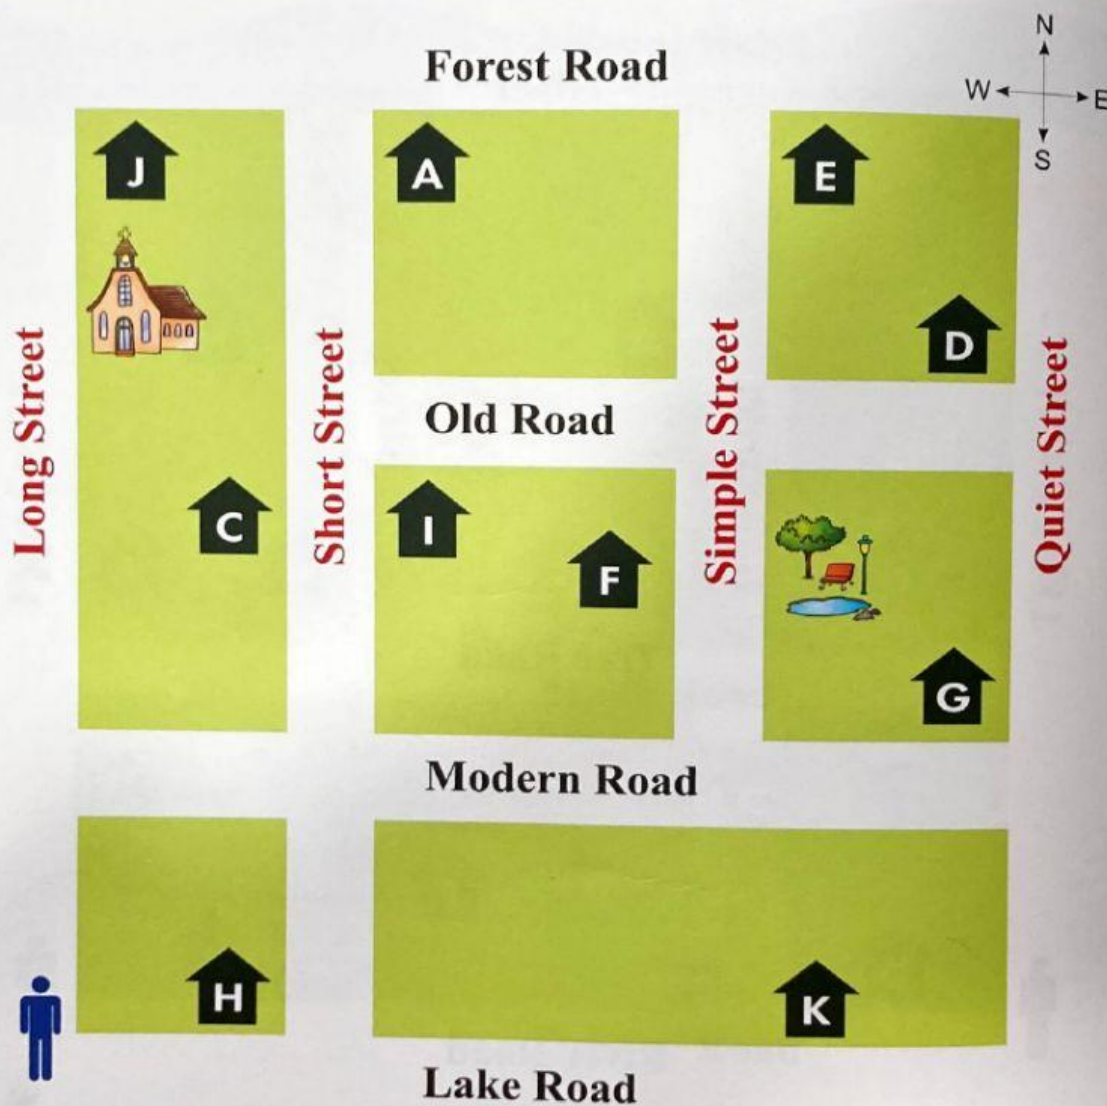 N
Forest Road
W
E
S
J
A
E
D
Long Street
Short Street
Old Road
Simple Street
Quiet Street
C
I
F
G
Modern Road
H
K
Lake Road